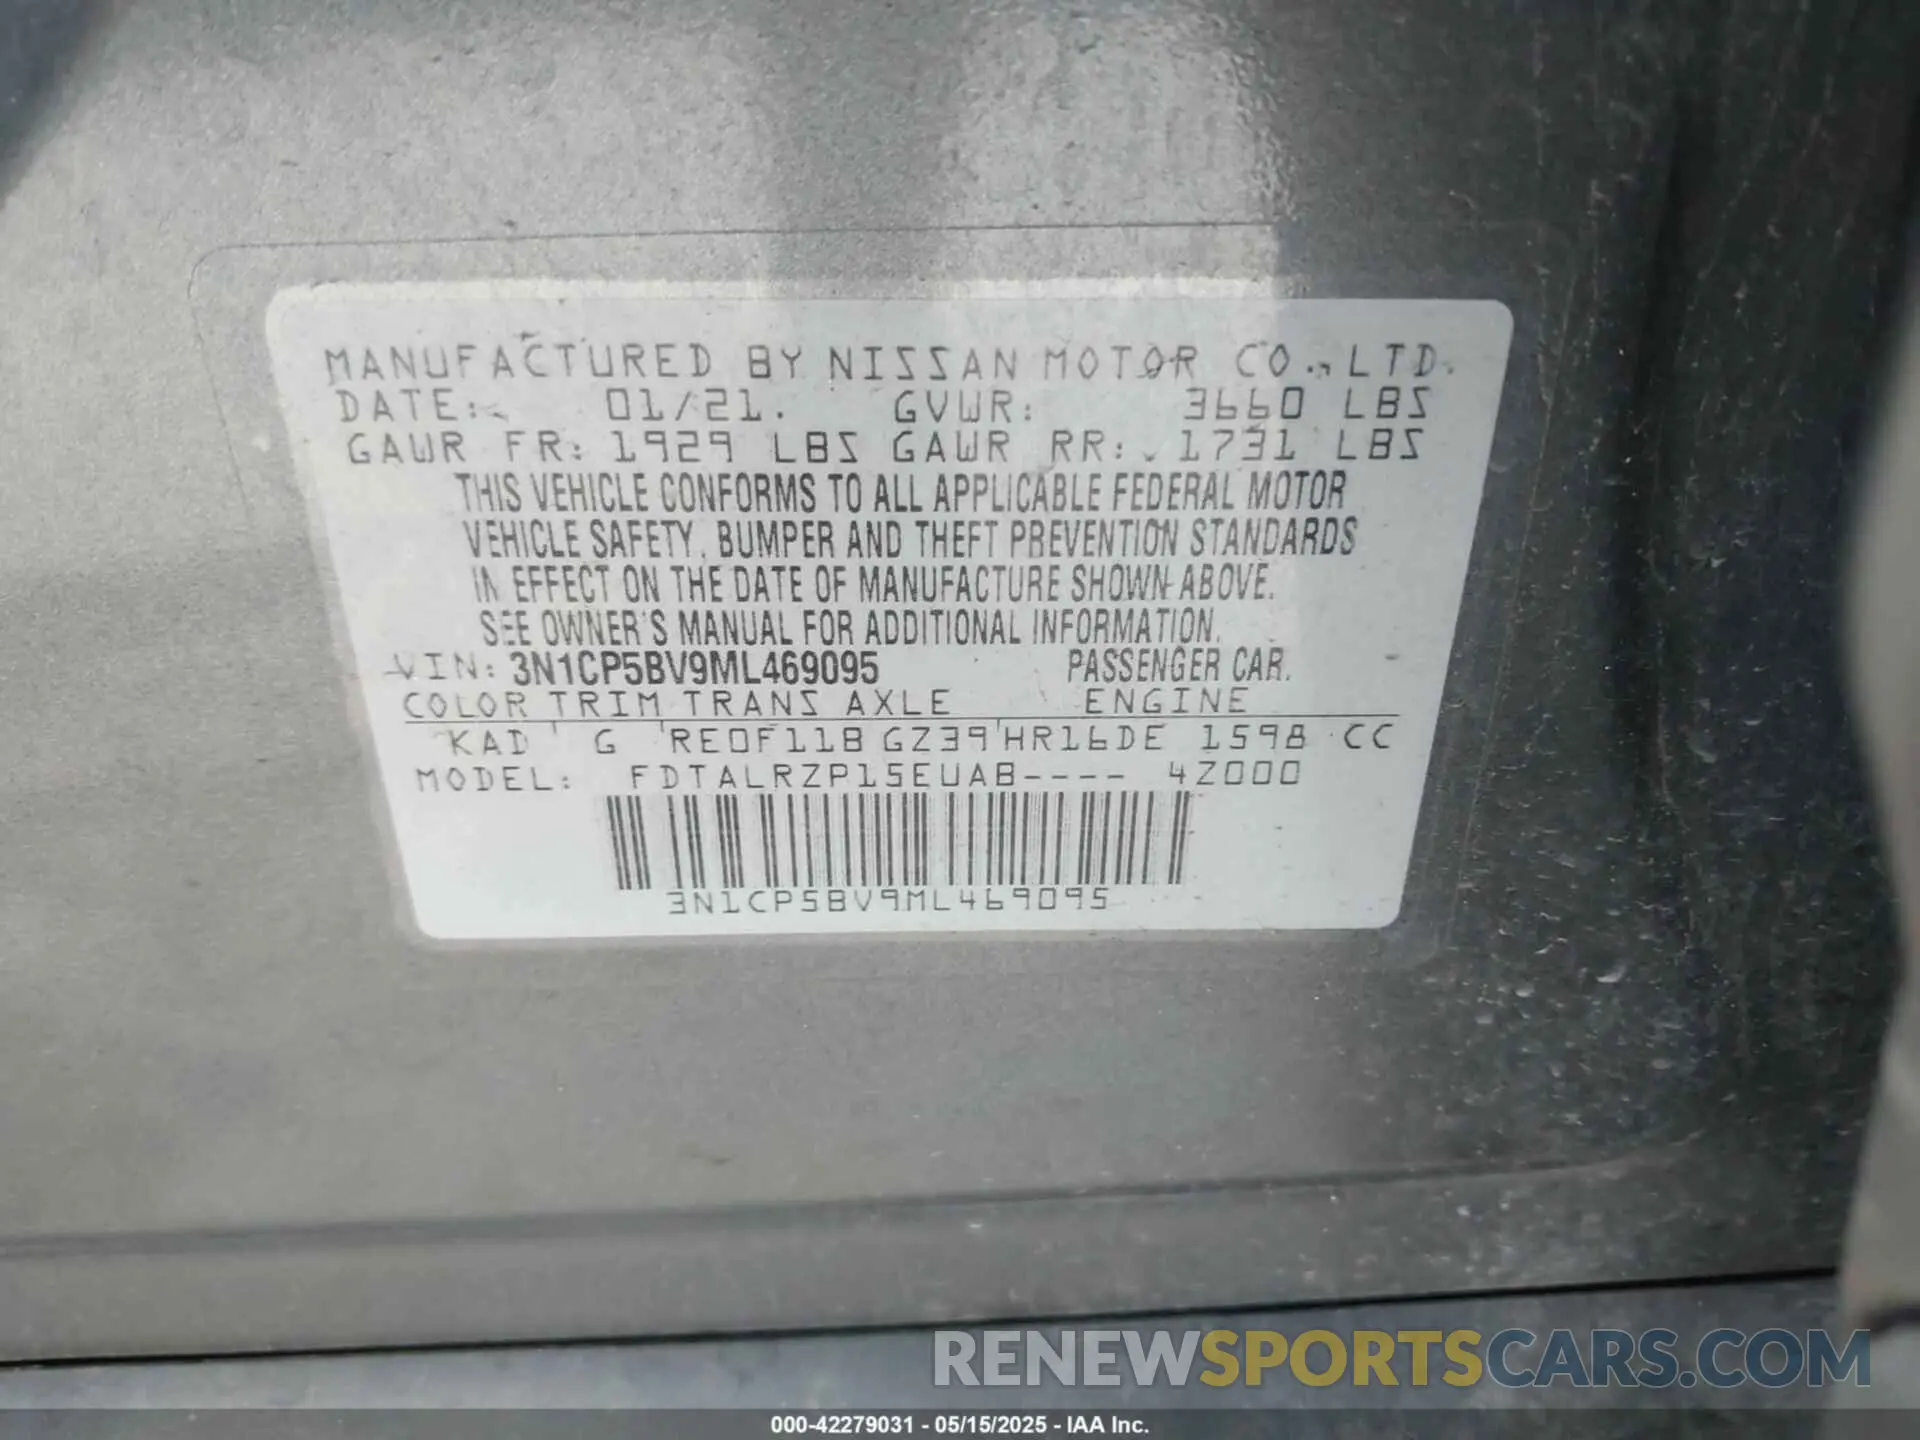 MANUFACTURED BY NISSAN MOTOR CO., LTD.
DATE: 01/21. GVWR: 3660 LBS
GAWR FR: 1929 LBS GAWR RR: 1731 LBS
THIS VEHICLE CONFORMS TO ALL APPLICABLE FEDERAL MOTOR
VEHICLE SAFETY, BUMPER AND THEFT PREVENTION STANDARDS
IN EFFECT ON THE DATE OF MANUFACTURE SHOWN ABOVE.
SEE OWNER'S MANUAL FOR ADDITIONAL INFORMATION.
VIN: 3N1CP5BV9ML469095 PASSENGER CAR.
COLOR TRIM TRANS AXLE ENGINE
KAD G RE0F11B GZ39 HR16DE 1598 CC
MODEL: FDTALRZP15EUAB---- 4Z000
3N1CP5BV9ML469095
RENEWSPORTSCARS.COM
000-42279031 - 05/15/2025 - IAA Inc.